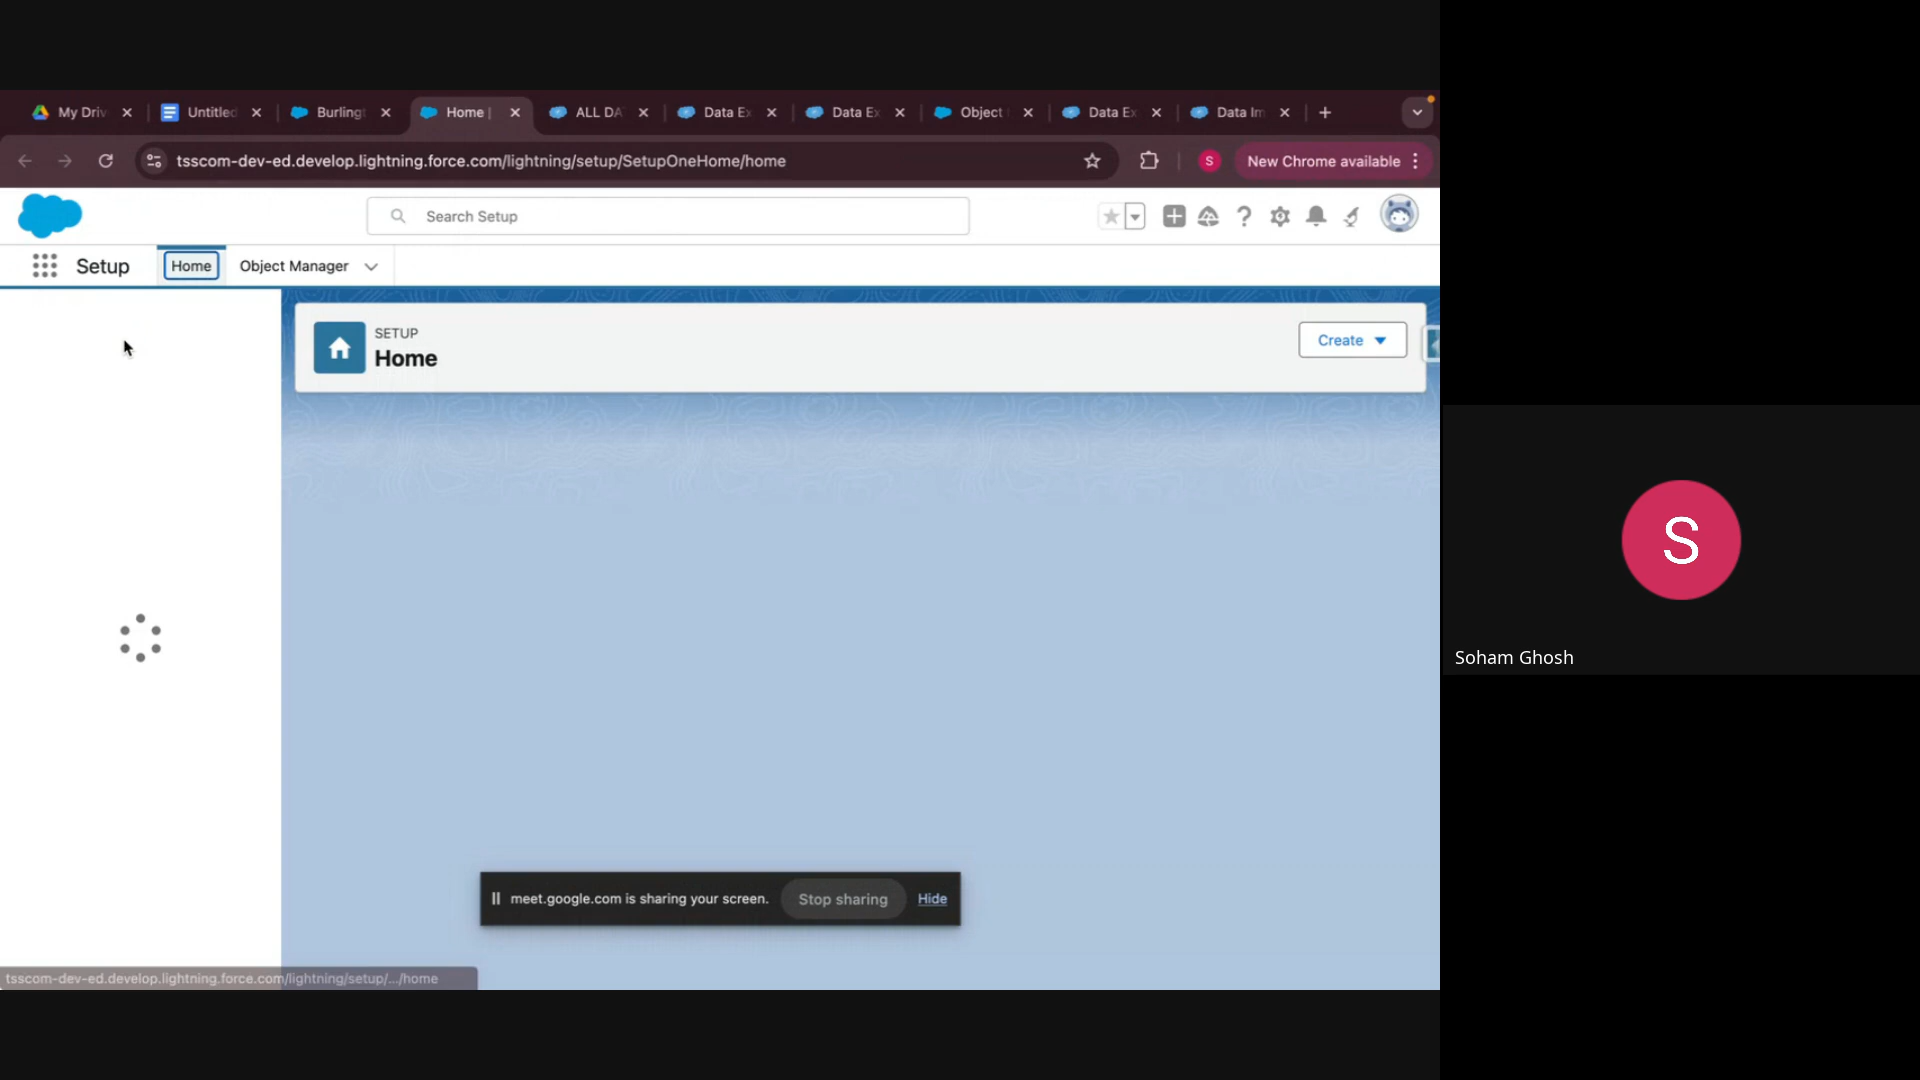 My Driv
Untitled
Burlingt
Home |
ALL DA
Data Ex
Data Ex
Object
Data Ex
Data Im
tsscom-dev-ed.develop.lightning.force.com/lightning/setup/SetupOneHome/home
S
New Chrome available
Search Setup
Setup
Home
Object Manager
SETUP
Home
Create
S
Soham Ghosh
meet.google.com is sharing your screen.
Stop sharing
Hide
tsscom-dev-ed.develop.lightning.force.com/lightning/setup/.../home